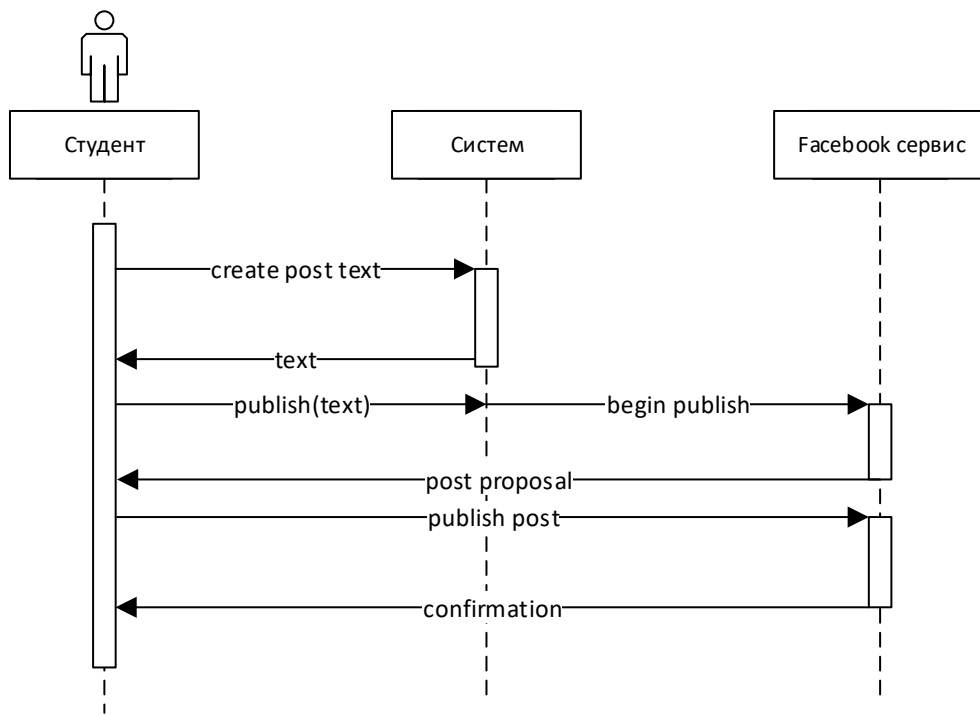 Студент
Систем
Facebook сервис
create post text
text
publish(text)
begin publish
post proposal
publish post
confirmation